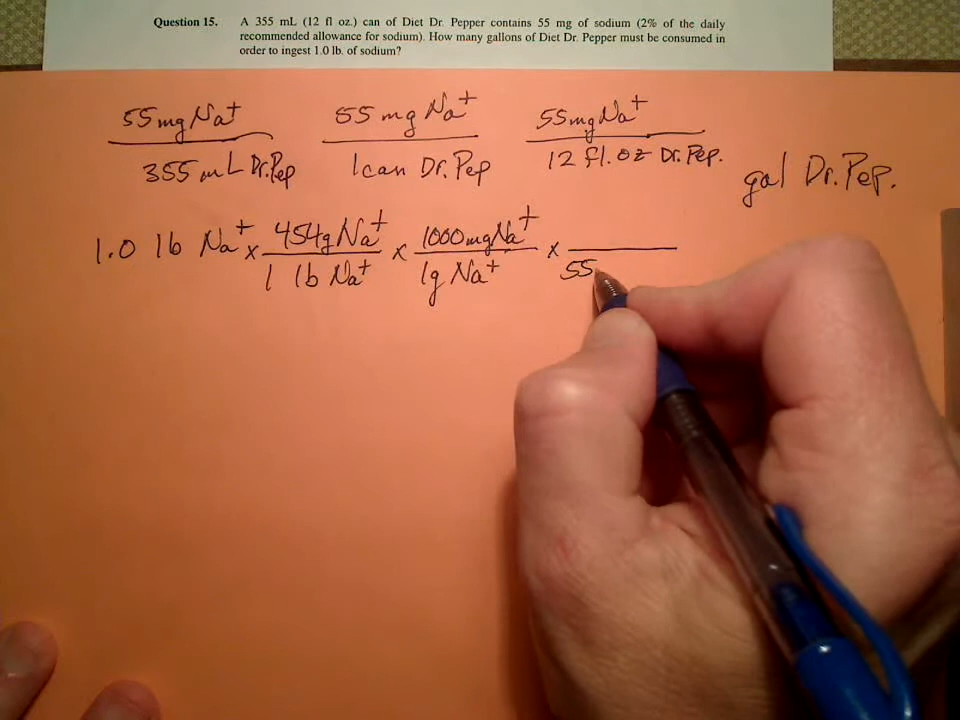 Question 15. A 355 mL (12 fl oz.) can of Diet Dr. Pepper contains 55 mg of sodium (2% of the daily
recommended allowance for sodium). How many gallons of Diet Dr. Pepper must be consumed in
order to ingest 1.0 lb. of sodium?
55 mg Na+ 55 mg Na+ 55 mg Na+
355 mL Dr.Pep 1 can Dr. Pep 12 fl. oz Dr. Pep.
gal Dr. Pep.
1.0 lb Na+ x 454g Na+ x 1000 mg Na+ x
1 lb Na+ 1g Na+ 55